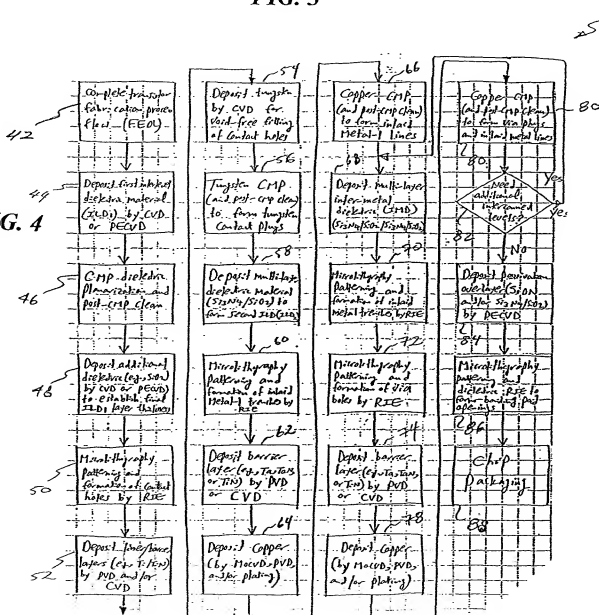 FIG. 3
FIG. 4
42
Complete transistor
fabrication process
flow (FEOL)
44
Deposit first interlevel
dielectric material
(ILD1) by CVD
or PECVD
46
CMP dielectric
planarization and
post-CMP clean
48
Deposit additional
dielectric (e.g., SiO2)
by CVD or PECVD
to establish final
ILD1 layer thickness
50
Microlithography
patterning and
formation of contact
holes by RIE
52
Deposit liner/barrier
layers (e.g., Ti/TiN)
by PVD and/or
CVD
54
Deposit tungsten
by CVD for
void-free filling
of contact holes
56
Tungsten CMP
(and post-CMP clean)
to form tungsten
contact plugs
58
Deposit multilayer
dielectric material
(Si3N4/SiO2) to
form second ILD (ILD2)
60
Microlithography
patterning and
formation of inlaid
Metal-1 trenches by
RIE
62
Deposit barrier
layer (e.g., Ta, TaN,
or TiN) by PVD
or CVD
64
Deposit Copper
(by MOCVD, PVD,
and/or plating)
66
Copper CMP
(and post-CMP clean)
to form inlaid
Metal-1 lines
68
Deposit multi-layer
inter-metal
dielectric (IMD)
(Si3N4/SiO2/Si3N4/SiO2)
70
Microlithography
patterning and
formation of inlaid
metal trenches by RIE
72
Microlithography
patterning and
formation of via
holes by RIE
74
Deposit barrier
layer (e.g., Ta, TaN,
or TiN) by PVD
or CVD
78
Deposit Copper
(by MOCVD, PVD,
and/or plating)
80
Copper CMP
(and post-CMP clean)
to form via plugs
and inlaid metal lines
80
Need
additional
interconnect
levels?
Yes
Yes
82
No
Deposit passivation
overlayer (SiON
and/or Si3N4/SiO2)
by PECVD
84
Microlithography
patterning and
dielectric RIE to
form bonding pad
openings
86
Chip
Packaging
88